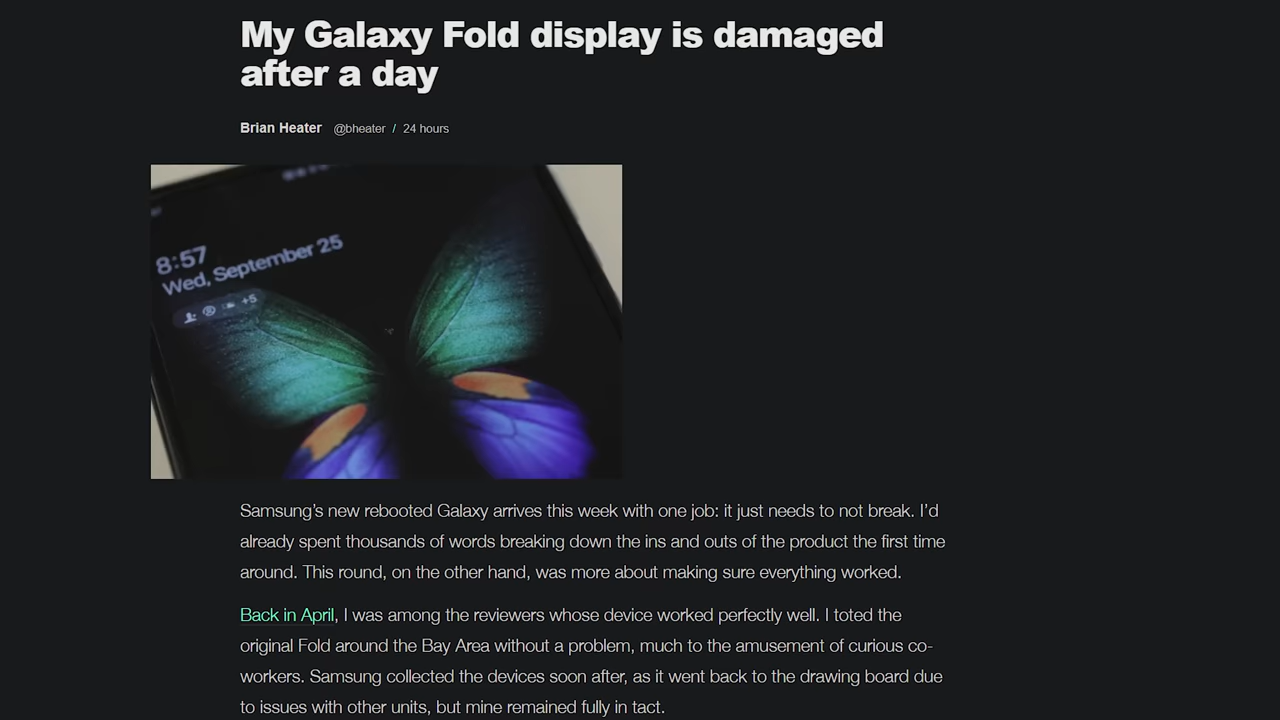 My Galaxy Fold display is damaged
after a day
Brian Heater @bheater / 24 hours
8:57
Wed, September 25
+5
Samsung’s new rebooted Galaxy arrives this week with one job: it just needs to not break. I’d
already spent thousands of words breaking down the ins and outs of the product the first time
around. This round, on the other hand, was more about making sure everything worked.
Back in April, I was among the reviewers whose device worked perfectly well. I toted the
original Fold around the Bay Area without a problem, much to the amusement of curious co-
workers. Samsung collected the devices soon after, as it went back to the drawing board due
to issues with other units, but mine remained fully in tact.